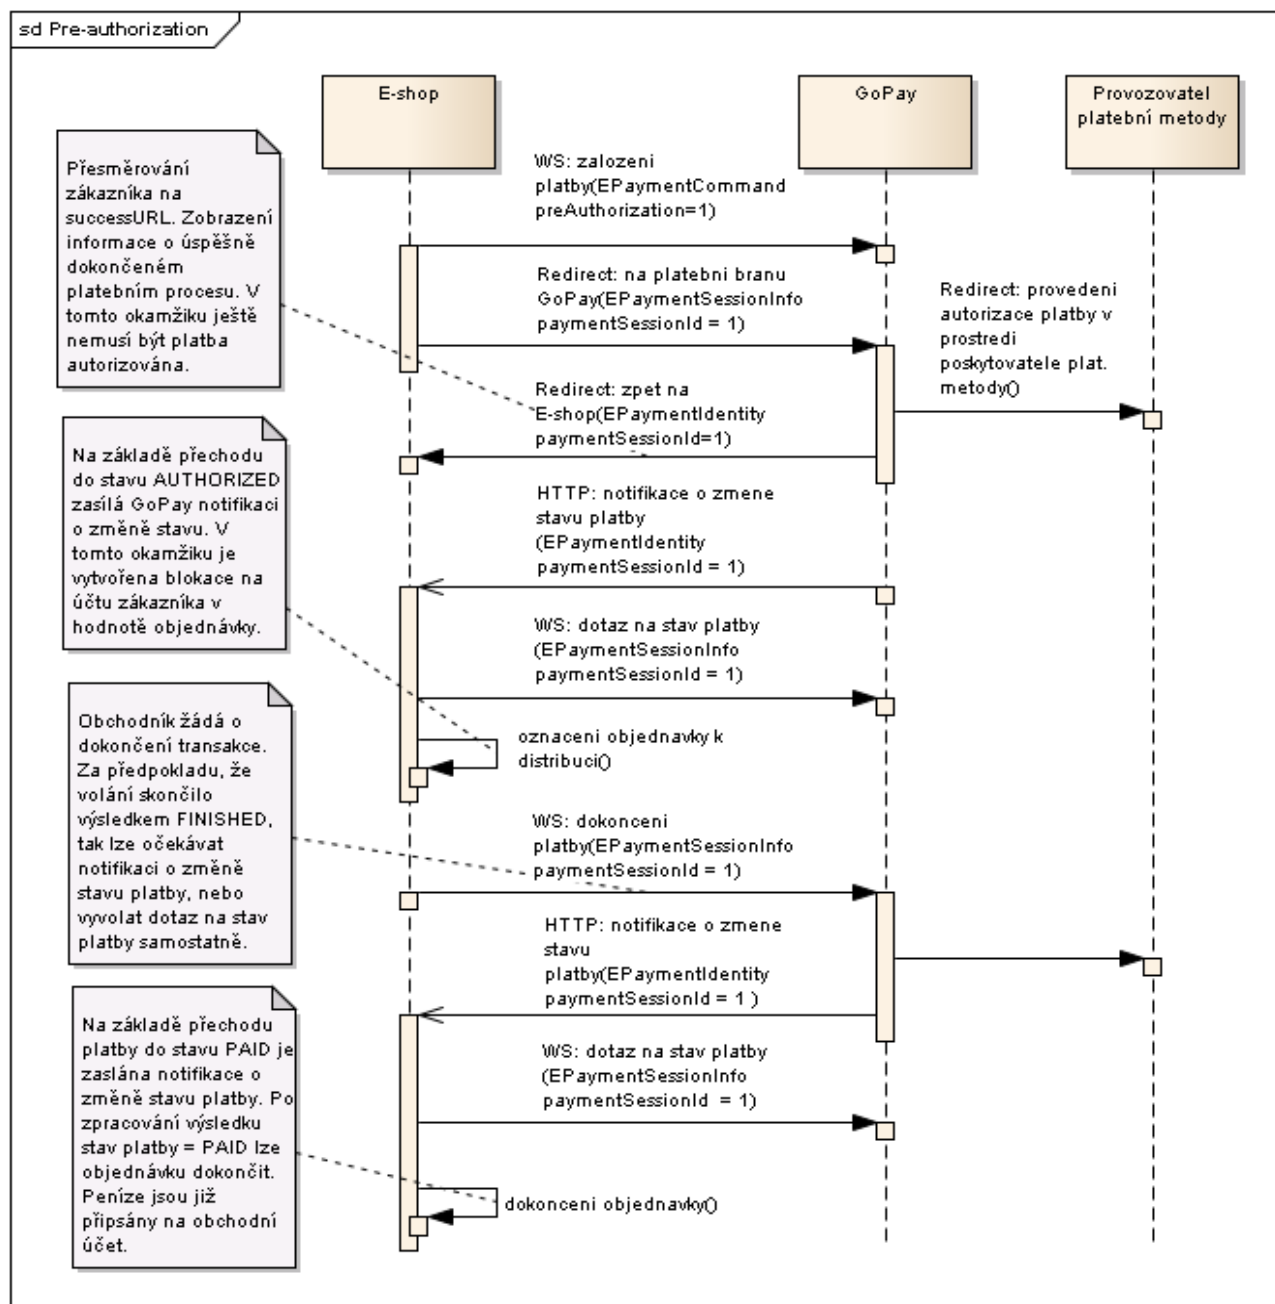 sd Pre-authorization
E-shop
GoPay
Provozovatel
platební metody
Přesměrování
zákazníka na
successURL. Zobrazení
informace o úspěšně
dokončeném
platebním procesu. V
tomto okamžiku ještě
nemusí být platba
autorizována.
WS: zalozeni
platby(EPaymentCommand
preAuthorization=1)
Redirect: na platebni branu
GoPay(EPaymentSessionInfo
paymentSessionId = 1)
Redirect: provedeni
autorizace platby v
prostredi
poskytovatele plat.
metody()
Redirect: zpet na
E-shop(EPaymentIdentity
paymentSessionId=1)
Na základě přechodu
do stavu AUTHORIZED
zasílá GoPay notifikaci
o změně stavu. V
tomto okamžiku je
vytvořena blokace na
účtu zákazníka v
hodnotě objednávky.
HTTP: notifikace o zmene
stavu platby
(EPaymentIdentity
paymentSessionId = 1)
WS: dotaz na stav platby
(EPaymentSessionInfo
paymentSessionId = 1)
oznaceni objednavky k
distribuci()
Obchodník žádá o
dokončení transakce.
Za předpokladu, že
volání skončilo
výsledkem FINISHED,
tak lze očekávat
notifikaci o změně
stavu platby, nebo
vyvolat dotaz na stav
platby samostatně.
WS: dokonceni
platby(EPaymentSessionInfo
paymentSessionId = 1)
HTTP: notifikace o zmene
stavu
platby(EPaymentIdentity
paymentSessionId = 1 )
Na základě přechodu
platby do stavu PAID je
zaslána notifikace o
změně stavu platby. Po
zpracování výsledku
stav platby = PAID lze
objednávku dokončit.
Peníze jsou již
připsány na obchodní
účet.
WS: dotaz na stav platby
(EPaymentSessionInfo
paymentSessionId  = 1)
dokonceni objednavky()